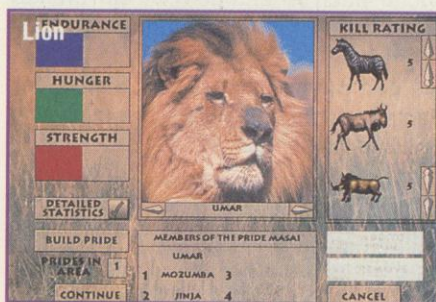 Lion
ENDURANCE
HUNGER
STRENGTH
DETAILED
STATISTICS
BUILD PRIDE
PRIDES IN
AREA 1
CONTINUE
UMAR
MEMBERS OF THE PRIDE MASAI
UMAR
1 MOZUMBA 3
2 JINJA 4
KILL RATING
5
5
5
CANCEL